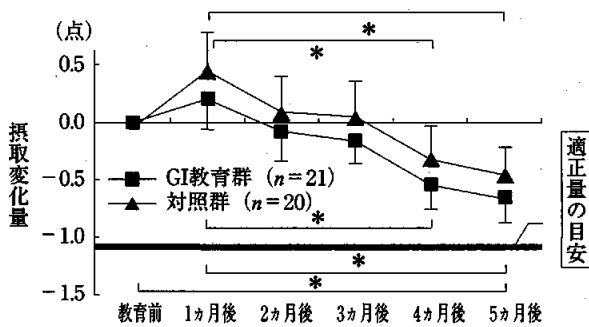 (点)
*
*
0.5
0.0
−0.5
−1.0
−1.5
摂取変化量
GI教育群 (n=21)
対照群 (n=20)
*
*
*
適正量の目安
教育前 1ヵ月後 2ヵ月後 3ヵ月後 4ヵ月後 5ヵ月後